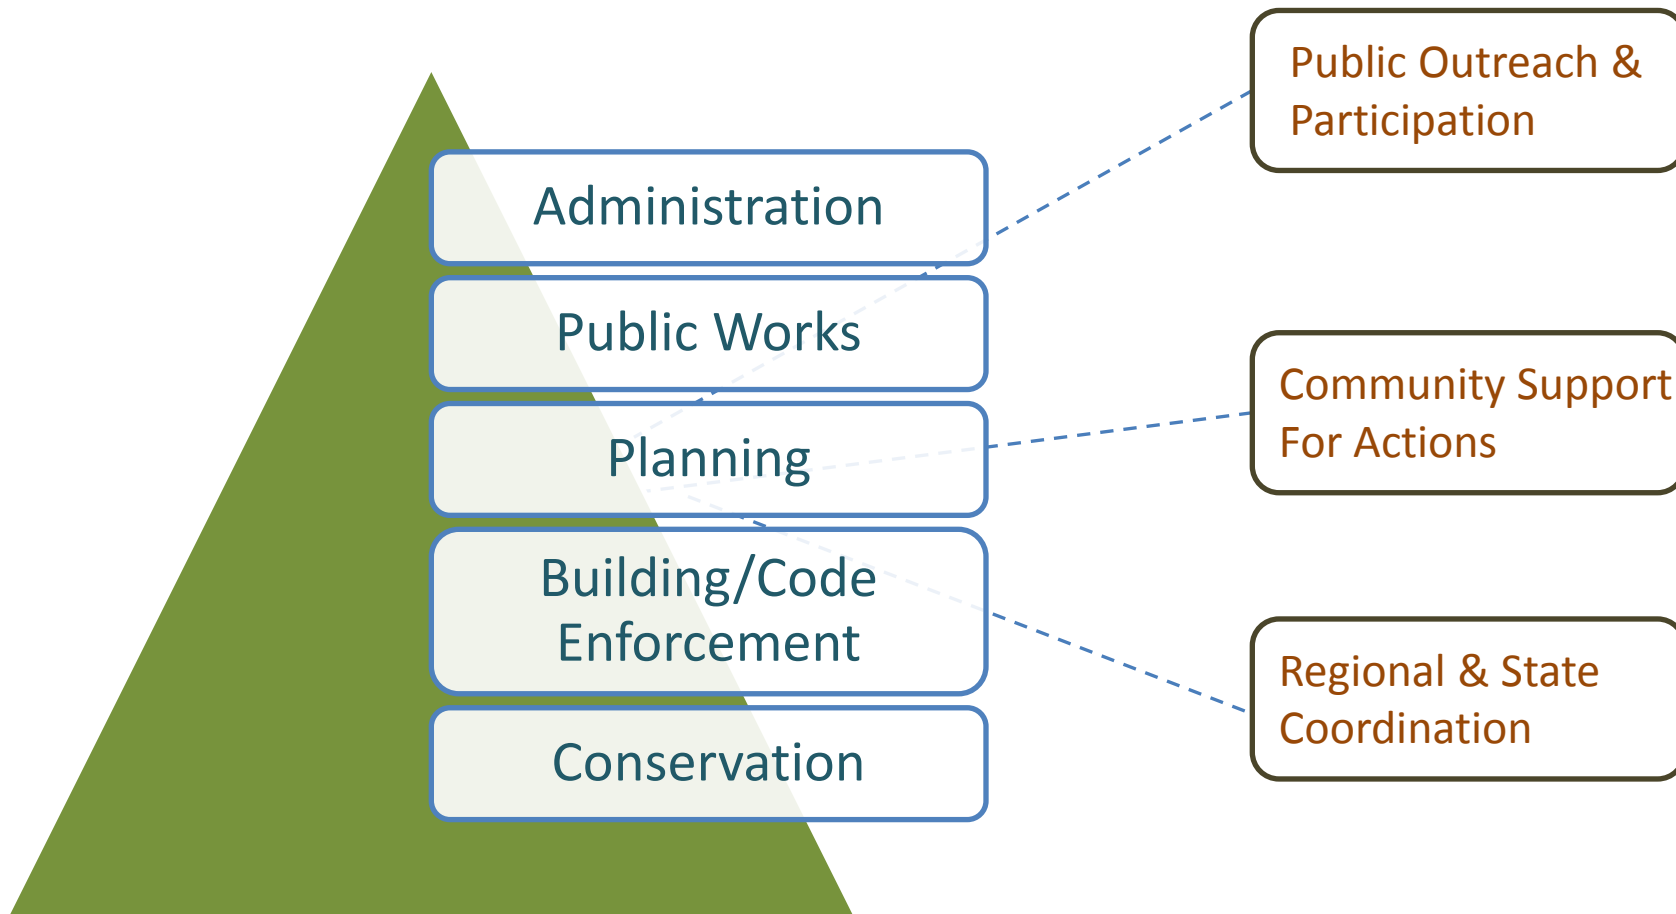 Administration
Public Works
Planning
Building/Code
Enforcement
Conservation
Public Outreach &
Participation
Community Support
For Actions
Regional & State
Coordination